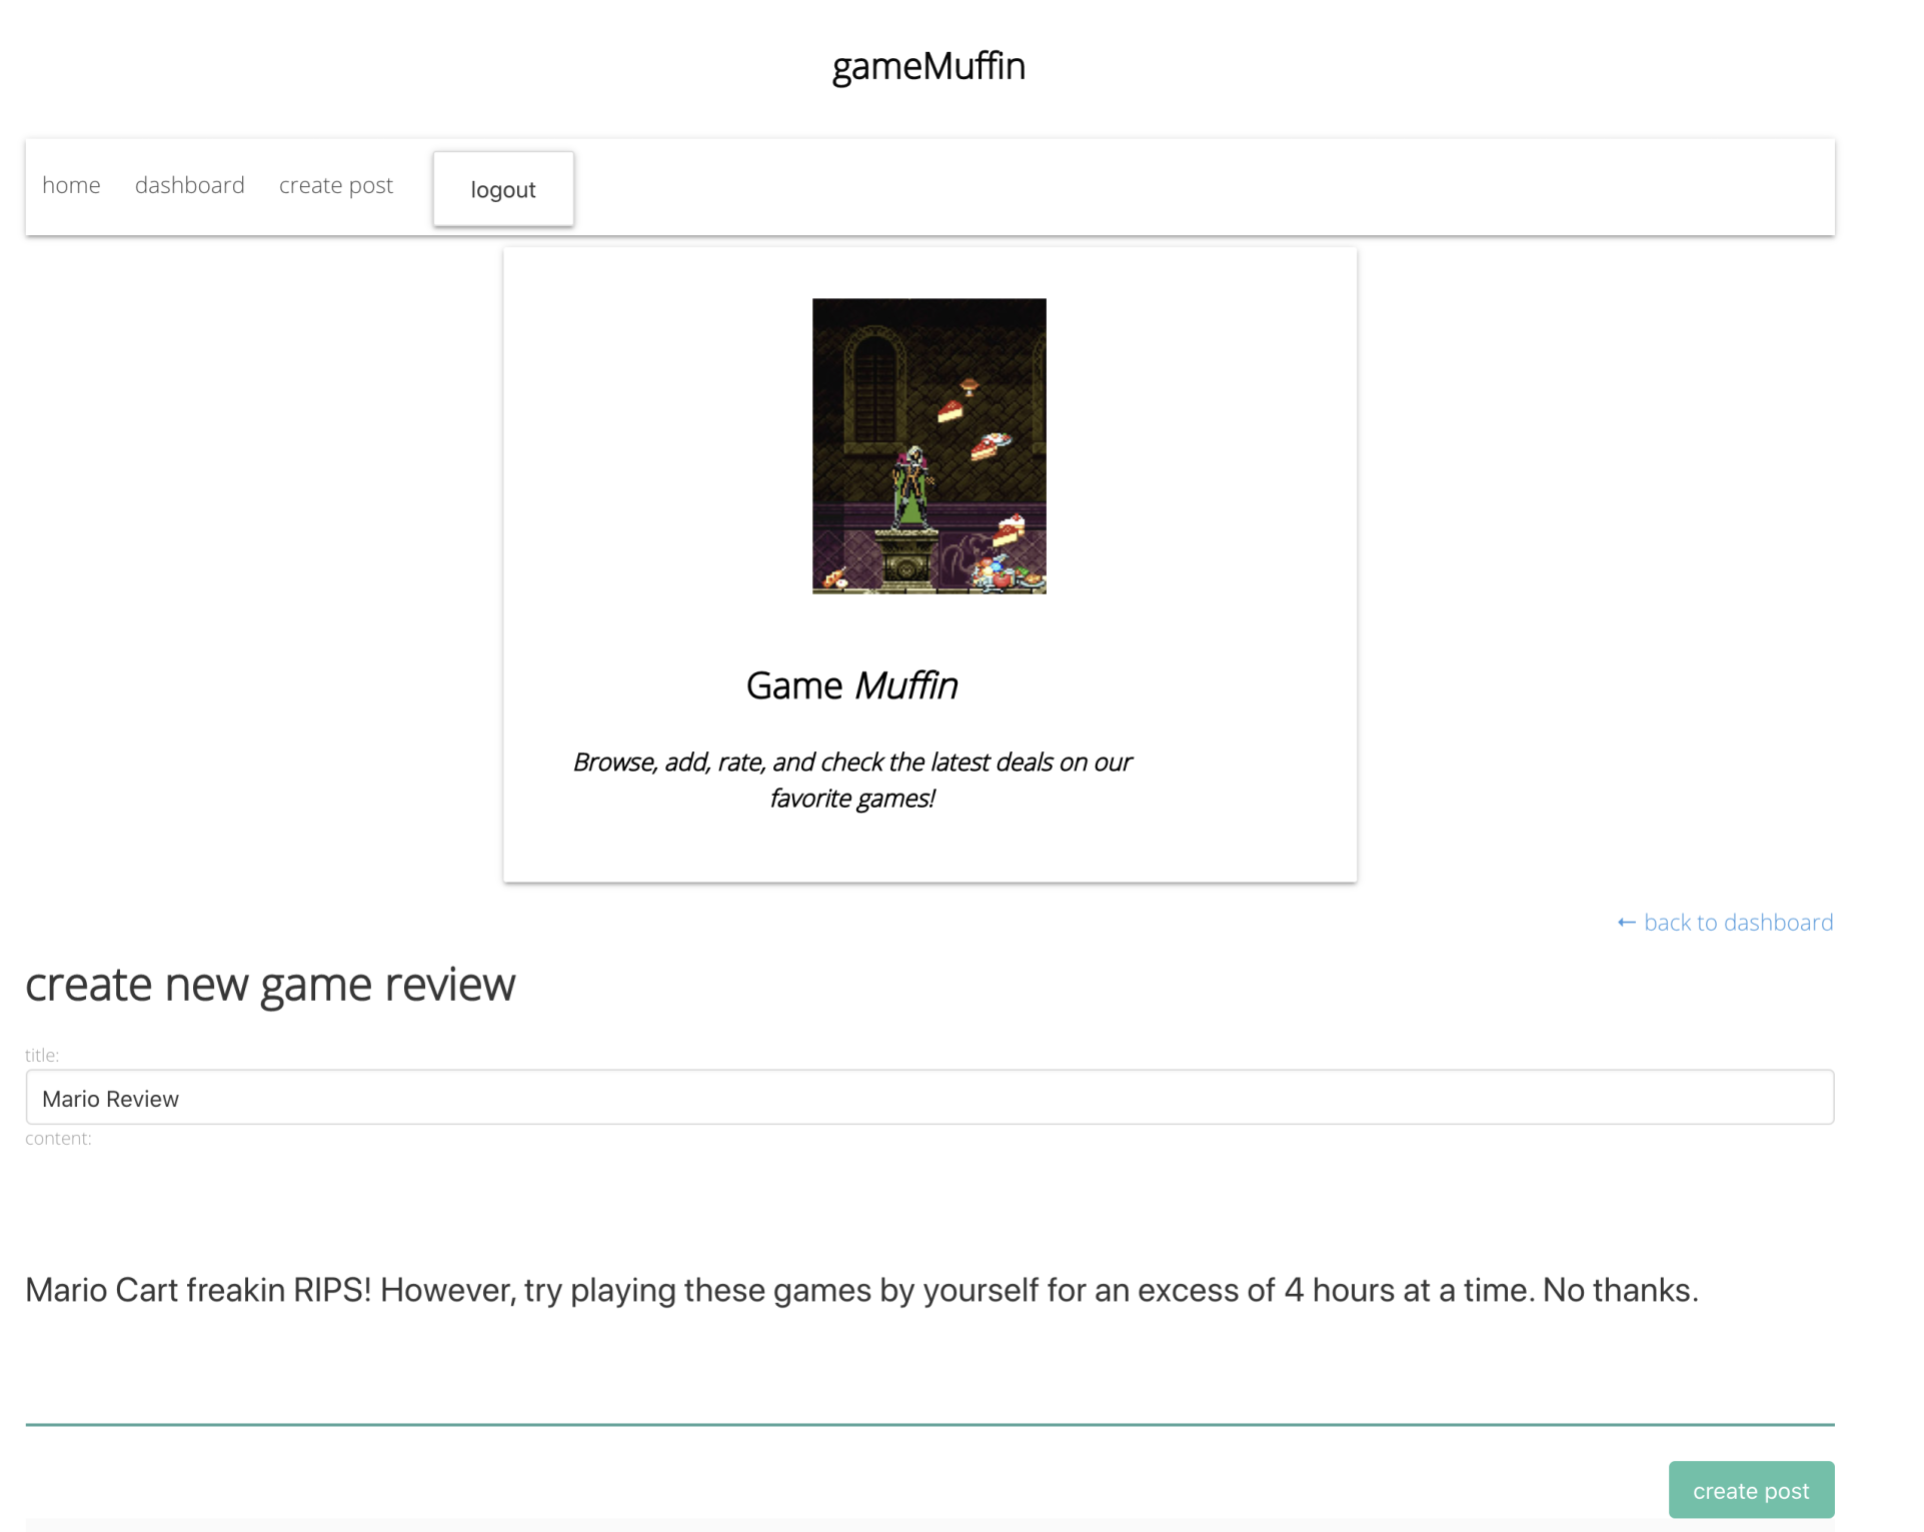 gameMuffin
home dashboard create post logout
Game Muffin
Browse, add, rate, and check the latest deals on our
favorite games!
← back to dashboard
create new game review
title:
Mario Review
content:
Mario Cart freakin RIPS! However, try playing these games by yourself for an excess of 4 hours at a time. No thanks.
create post